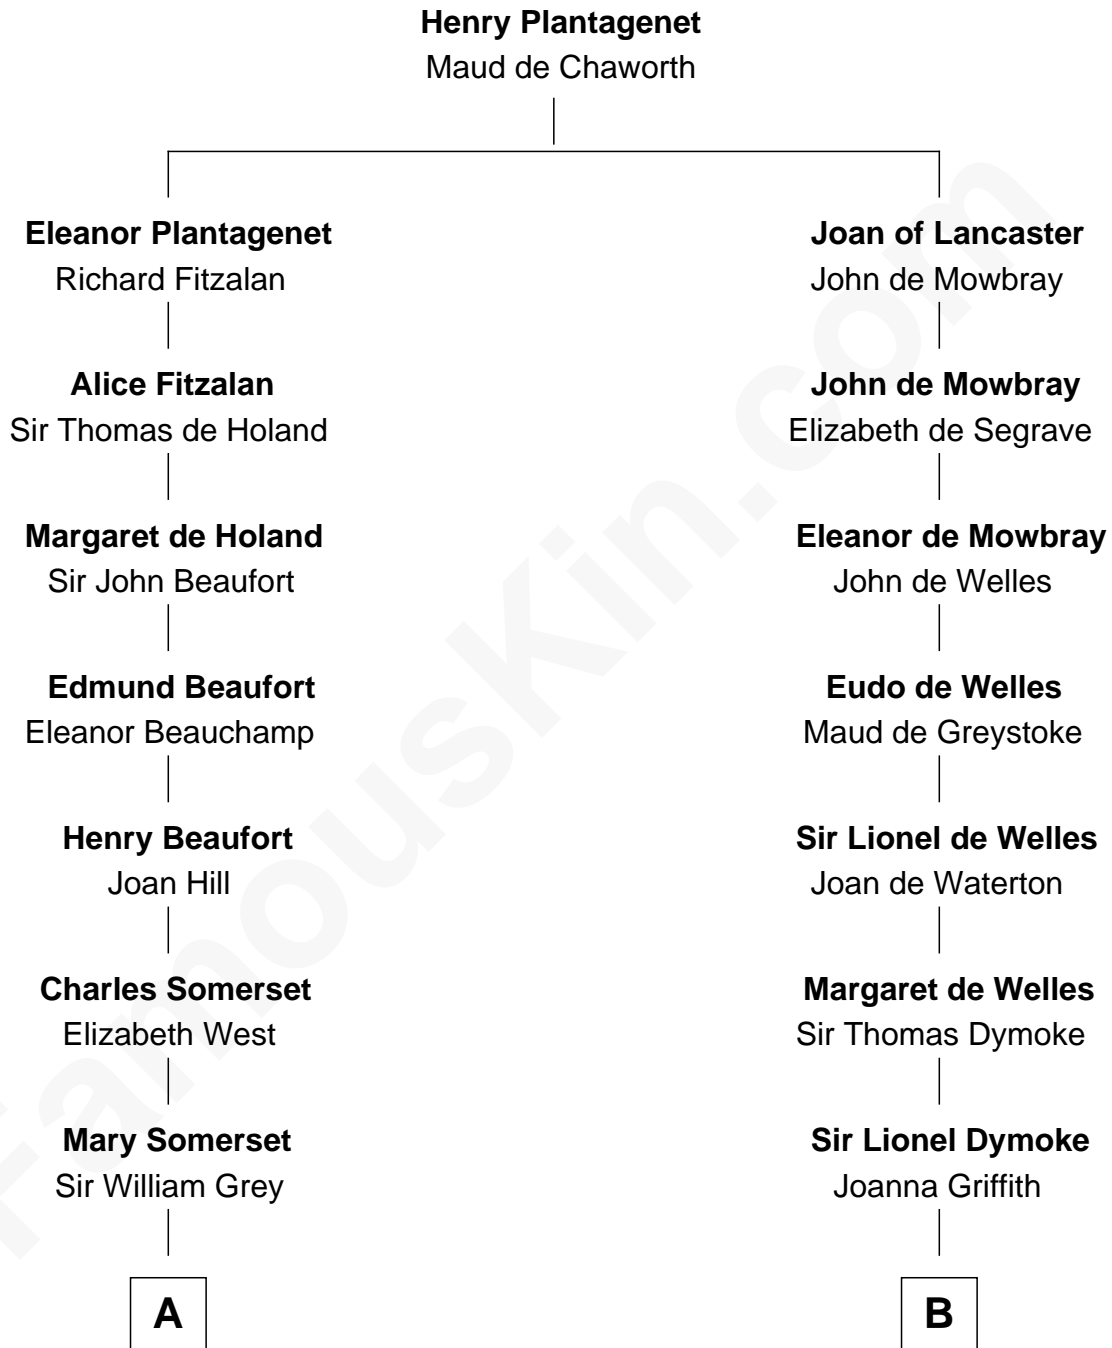 Henry Plantagenet
Maud de Chaworth
Eleanor Plantagenet
Richard Fitzalan
Joan of Lancaster
John de Mowbray
Alice Fitzalan
Sir Thomas de Holand
John de Mowbray
Elizabeth de Segrave
Margaret de Holand
Sir John Beaufort
Eleanor de Mowbray
John de Welles
Edmund Beaufort
Eleanor Beauchamp
Eudo de Welles
Maud de Greystoke
Henry Beaufort
Joan Hill
Sir Lionel de Welles
Joan de Waterton
Charles Somerset
Elizabeth West
Margaret de Welles
Sir Thomas Dymoke
Mary Somerset
Sir William Grey
Sir Lionel Dymoke
Joanna Griffith
A
B
FamousKin.com